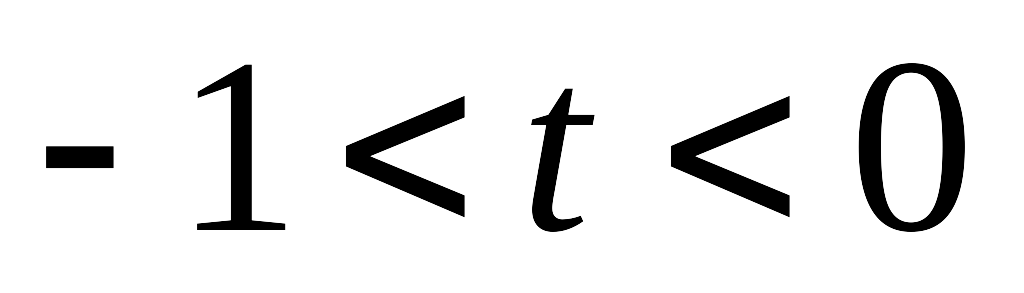 - 1 < t < 0